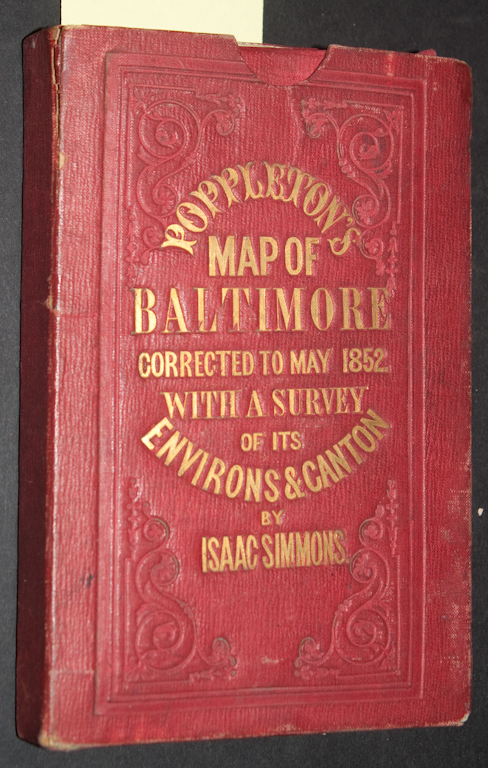 POPPLETON'S
MAP OF
BALTIMORE
CORRECTED TO MAY 1852.
WITH A SURVEY
OF ITS
ENVIRONS & CANTON
BY
ISAAC SIMMONS.